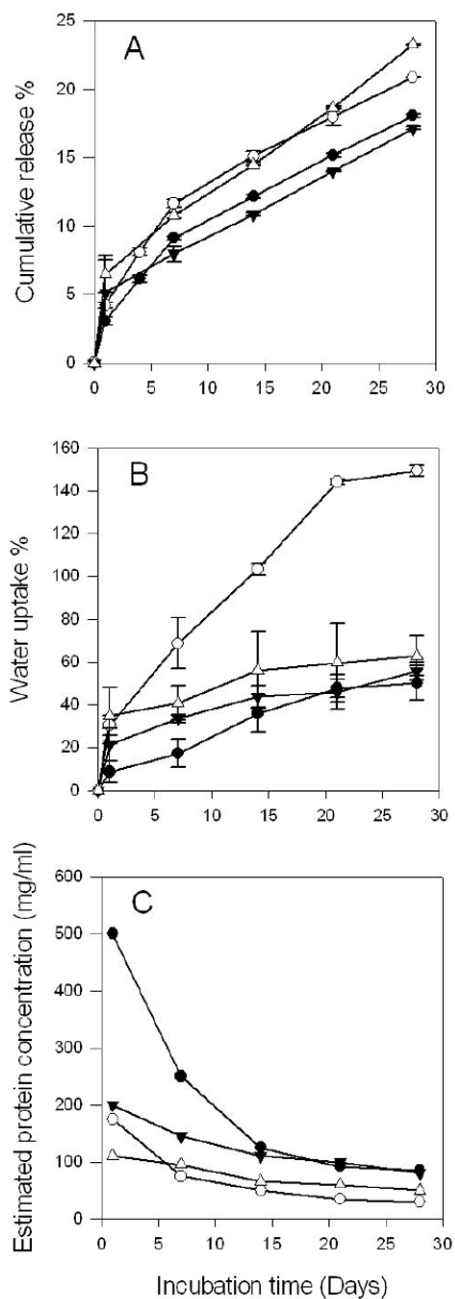 A
Cumulative release %
25
20
15
10
5
0
0 5 10 15 20 25 30
B
Water uptake %
160
140
120
100
80
60
40
20
0
0 5 10 15 20 25 30
C
Estimated protein concentration (mg/ml)
600
500
400
300
200
100
0
0 5 10 15 20 25 30
Incubation time (Days)